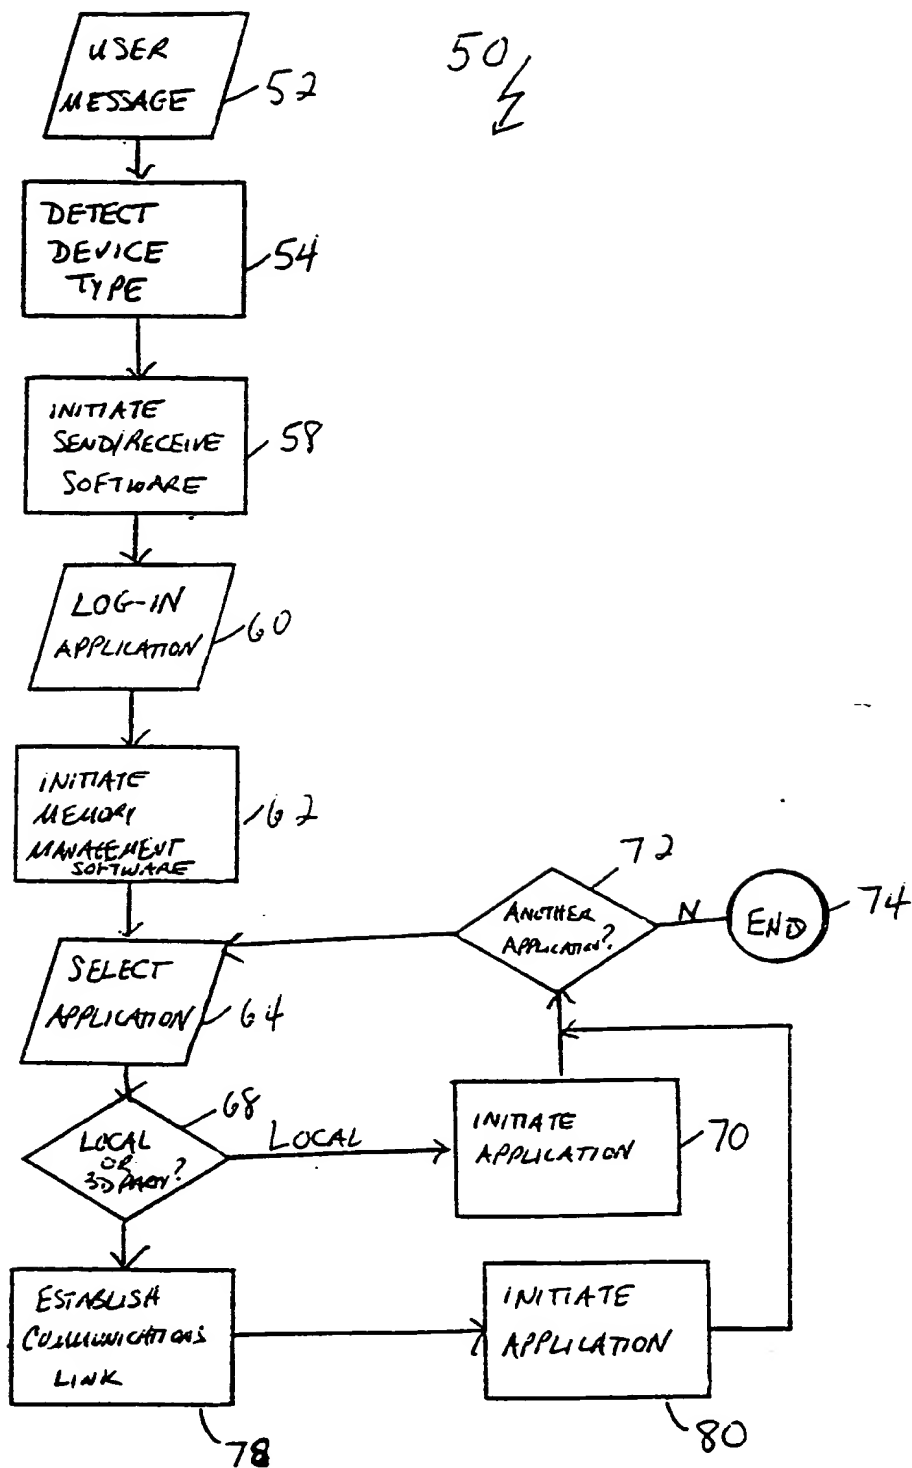 USER
MESSAGE
52
50
DETECT
DEVICE
TYPE
54
INITIATE
SEND/RECEIVE
SOFTWARE
58
LOG-IN
APPLICATION
60
INITIATE
MEMORY
MANAGEMENT
SOFTWARE
62
72
ANOTHER
APPLICATION?
N
END
74
SELECT
APPLICATION
64
68
LOCAL
OR
3D PARTY?
LOCAL
INITIATE
APPLICATION
70
ESTABLISH
COMMUNICATIONS
LINK
78
INITIATE
APPLICATION
80